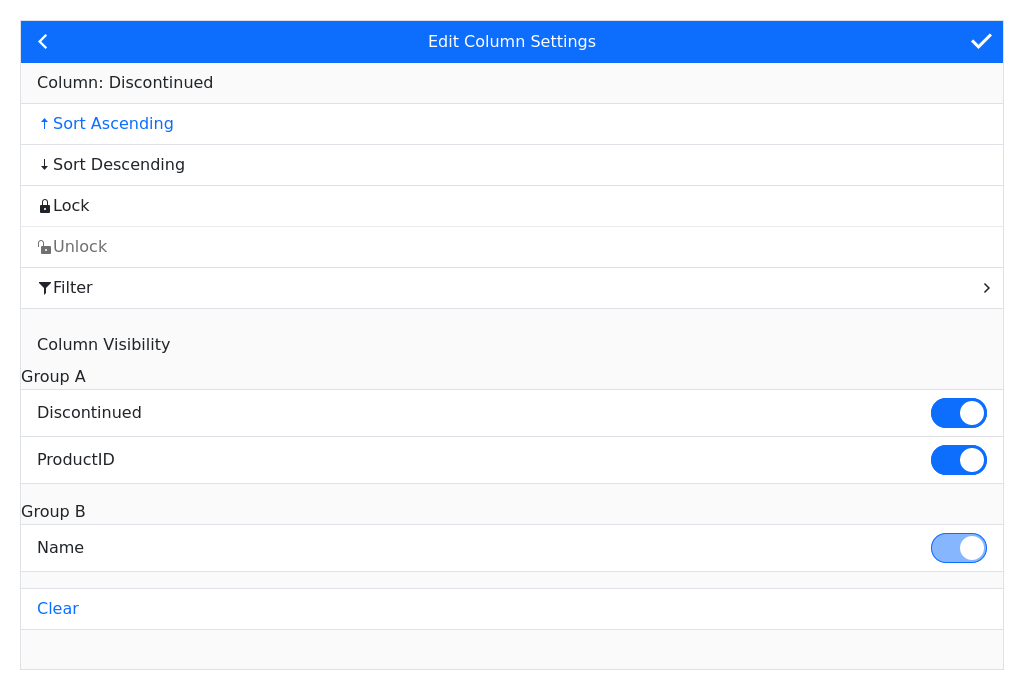 Edit Column Settings
Column: Discontinued
Sort Ascending
Sort Descending
Lock
Unlock
Filter
Column Visibility
Group A
Discontinued
ProductID
Group B
Name
Clear